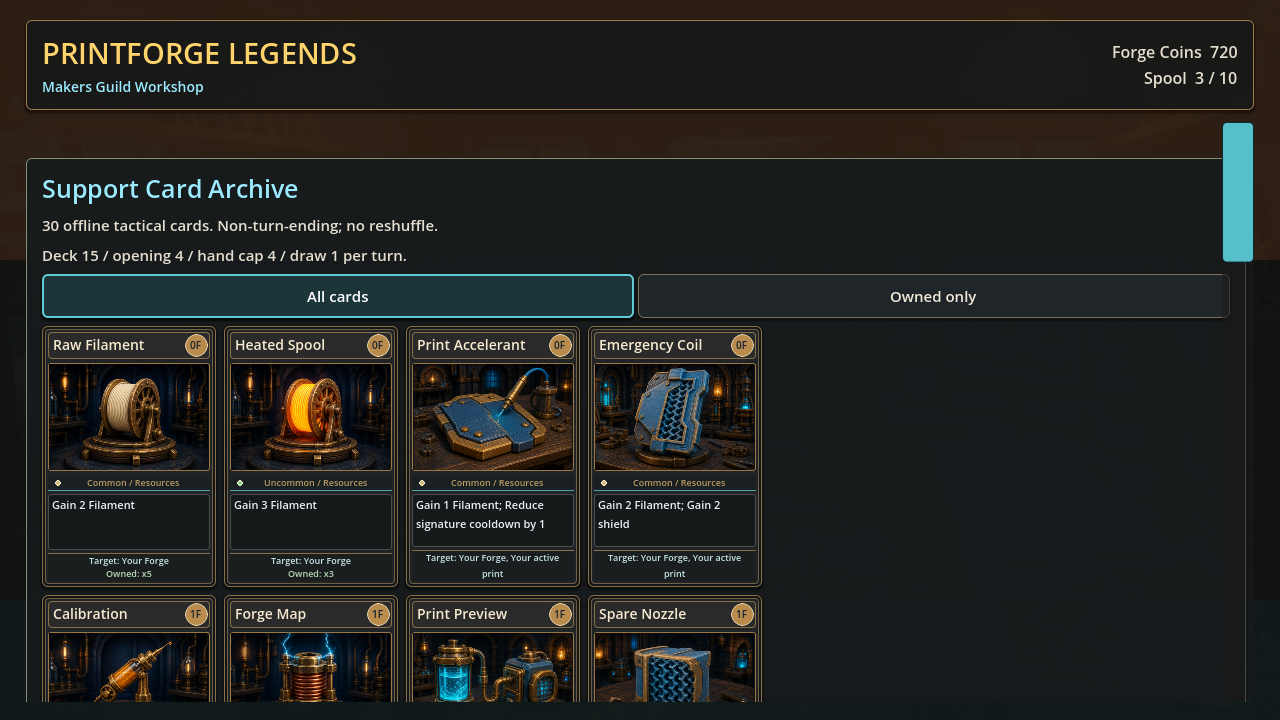 PRINTFORGE LEGENDS
Makers Guild Workshop
Forge Coins 720
Spool 3 / 10
Support Card Archive
30 offline tactical cards. Non-turn-ending; no reshuffle.
Deck 15 / opening 4 / hand cap 4 / draw 1 per turn.
All cards
Owned only
Raw Filament
0F
Common / Resources
Gain 2 Filament
Target: Your Forge
Owned: x5
Heated Spool
0F
Uncommon / Resources
Gain 3 Filament
Target: Your Forge
Owned: x3
Print Accelerant
0F
Common / Resources
Gain 1 Filament; Reduce
signature cooldown by 1
Target: Your Forge, Your active
print
Emergency Coil
0F
Common / Resources
Gain 2 Filament; Gain 2
shield
Target: Your Forge, Your active
print
Calibration
1F
Forge Map
1F
Print Preview
1F
Spare Nozzle
1F